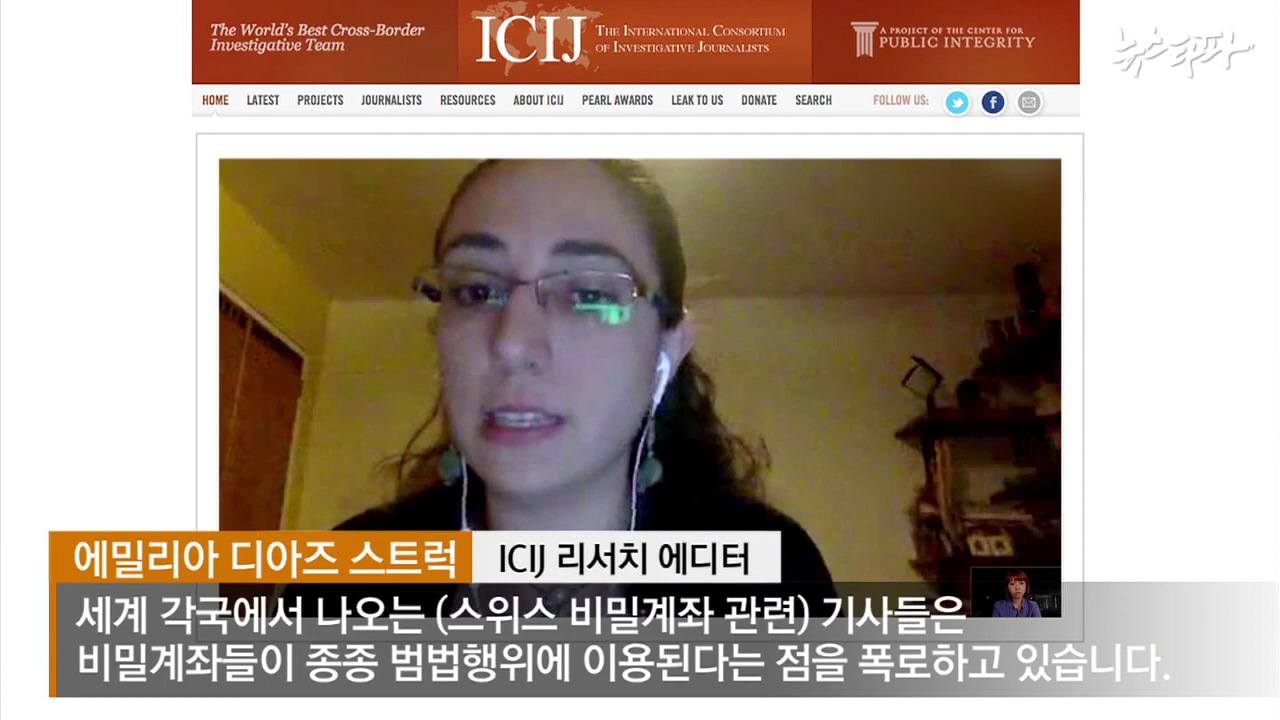 The World's Best Cross-Border
Investigative Team
ICIJ
THE INTERNATIONAL CONSORTIUM
OF INVESTIGATIVE JOURNALISTS
A PROJECT OF THE CENTER FOR
PUBLIC INTEGRITY
뉴스타파
HOME LATEST PROJECTS JOURNALISTS RESOURCES ABOUT ICIJ PEARL AWARDS LEAK TO US DONATE SEARCH FOLLOW US:
에밀리아 디아즈 스트럭 ICIJ 리서치 에디터
세계 각국에서 나오는 (스위스 비밀계좌 관련) 기사들은
비밀계좌들이 종종 범법행위에 이용된다는 점을 폭로하고 있습니다.